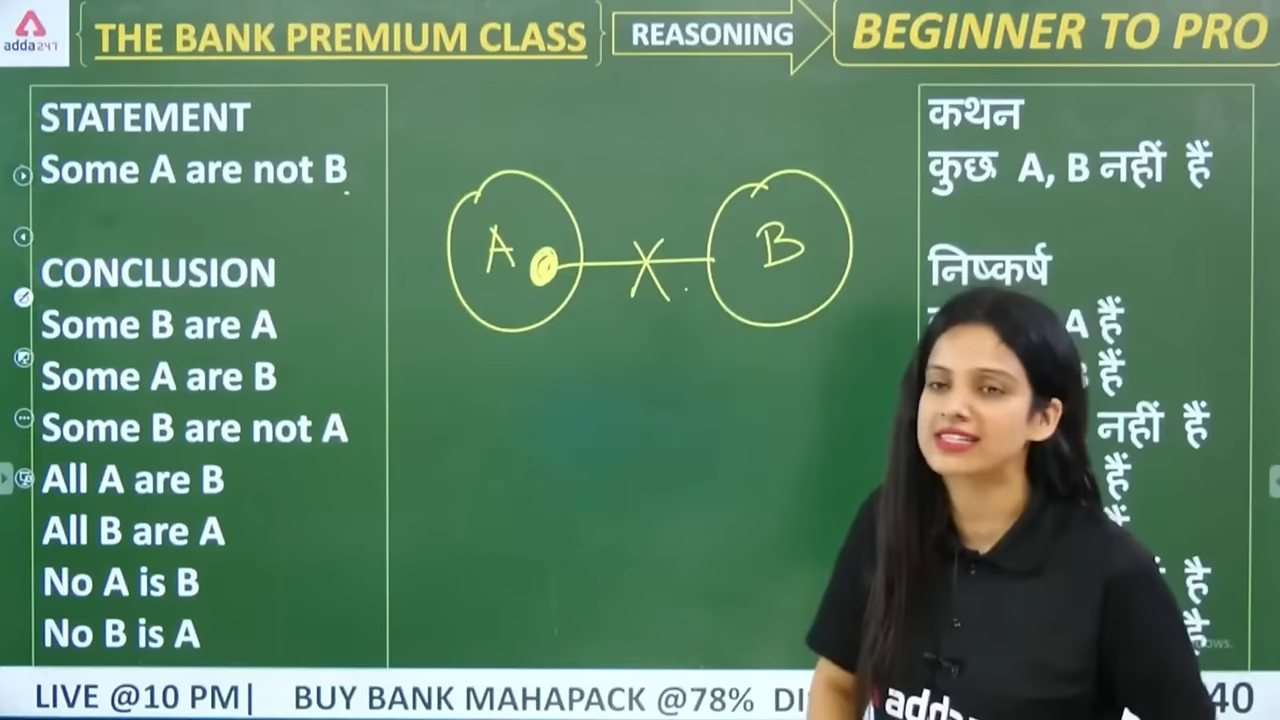 adda247
THE BANK PREMIUM CLASS
REASONING
BEGINNER TO PRO
STATEMENT
Some A are not B
CONCLUSION
Some B are A
Some A are B
Some B are not A
All A are B
All B are A
No A is B
No B is A
A
B
कथन
कुछ A, B नहीं हैं
निष्कर्ष
A हैं
हैं
नहीं हैं
हैं
हैं
है
है
adda
LIVE @10 PM| BUY BANK MAHAPACK @78% 40